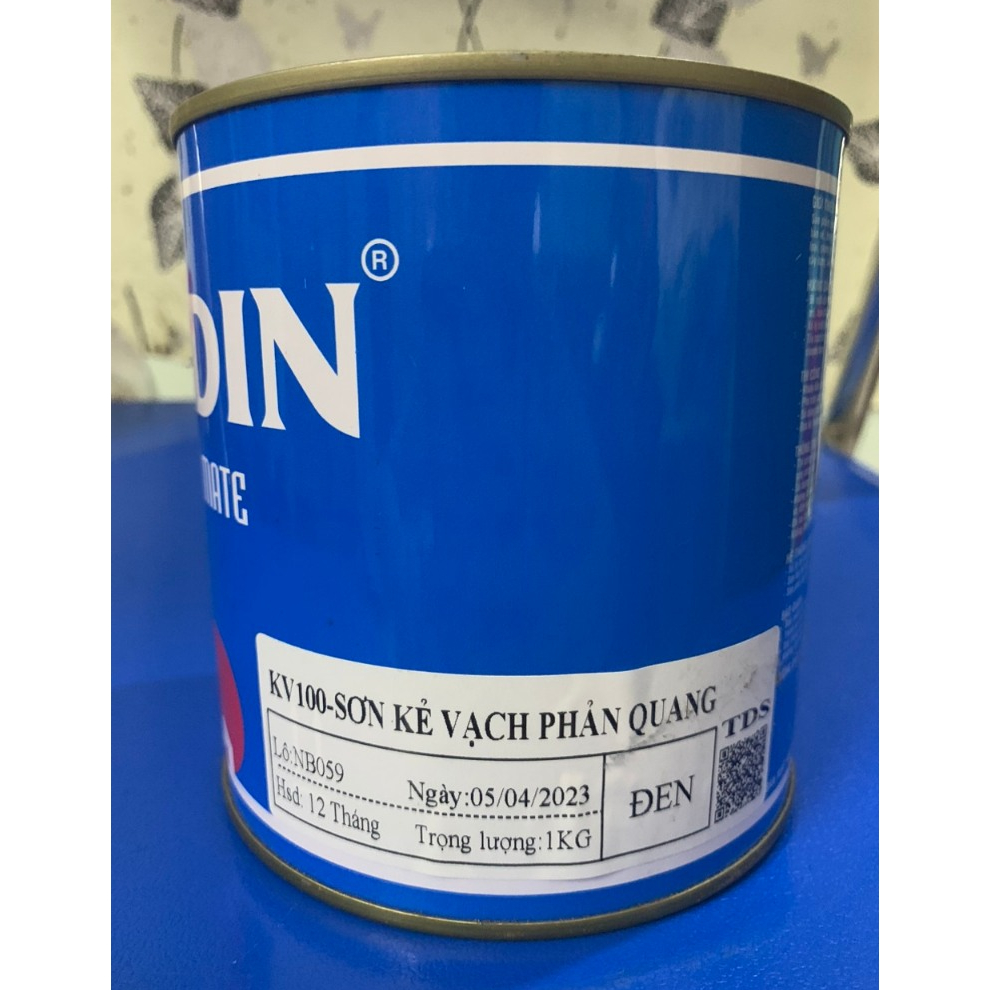 DIN®
MATE
KV100-SƠN KẺ VẠCH PHẢN QUANG
Lô:NB059
Ngày:05/04/2023
Hsd: 12 Tháng
Trọng lượng:1KG
ĐEN
TDS